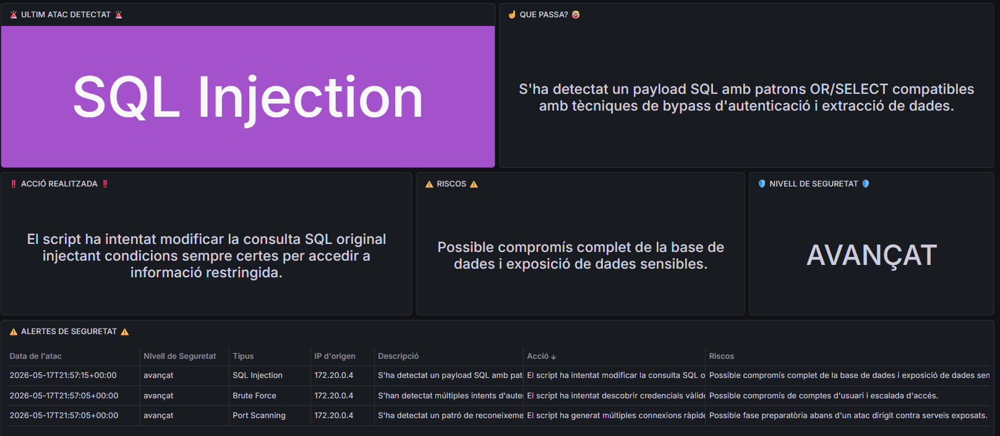 🚨 ULTIM ATAC DETECTAT 🚨
SQL Injection
☝️ QUE PASSA? 🤪
S'ha detectat un payload SQL amb patrons OR/SELECT compatibles
amb tècniques de bypass d'autenticació i extracció de dades.
‼️ ACCIÓ REALITZADA ‼️
El script ha intentat modificar la consulta SQL original
injectant condicions sempre certes per accedir a
informació restringida.
⚠️ RISCOS ⚠️
Possible compromís complet de la base de
dades i exposició de dades sensibles.
🛡️ NIVELL DE SEGURETAT 🛡️
AVANÇAT
⚠️ ALERTES DE SEGURETAT ⚠️
Data de l'atac NIvell de Seguretat Tipus IP d'origen Descripció Acció ↓ Riscos
2026-05-17T21:57:15+00:00 avançat SQL Injection 172.20.0.4 S'ha detectat un payload SQL amb pat El script ha intentat modificar la consulta SQL o Possible compromís complet de la base de dades i exposició de dades sen
2026-05-17T21:57:05+00:00 avançat Brute Force 172.20.0.4 S'han detectat múltiples intents d'aute El script ha intentat descobrir credencials vàlide Possible compromís de comptes d'usuari i escalada d'accés.
2026-05-17T21:57:05+00:00 avançat Port Scanning 172.20.0.4 S'ha detectat un patró de reconeixeme El script ha generat múltiples connexions ràpide Possible fase preparatòria abans d'un atac dirigit contra serveis exposats.